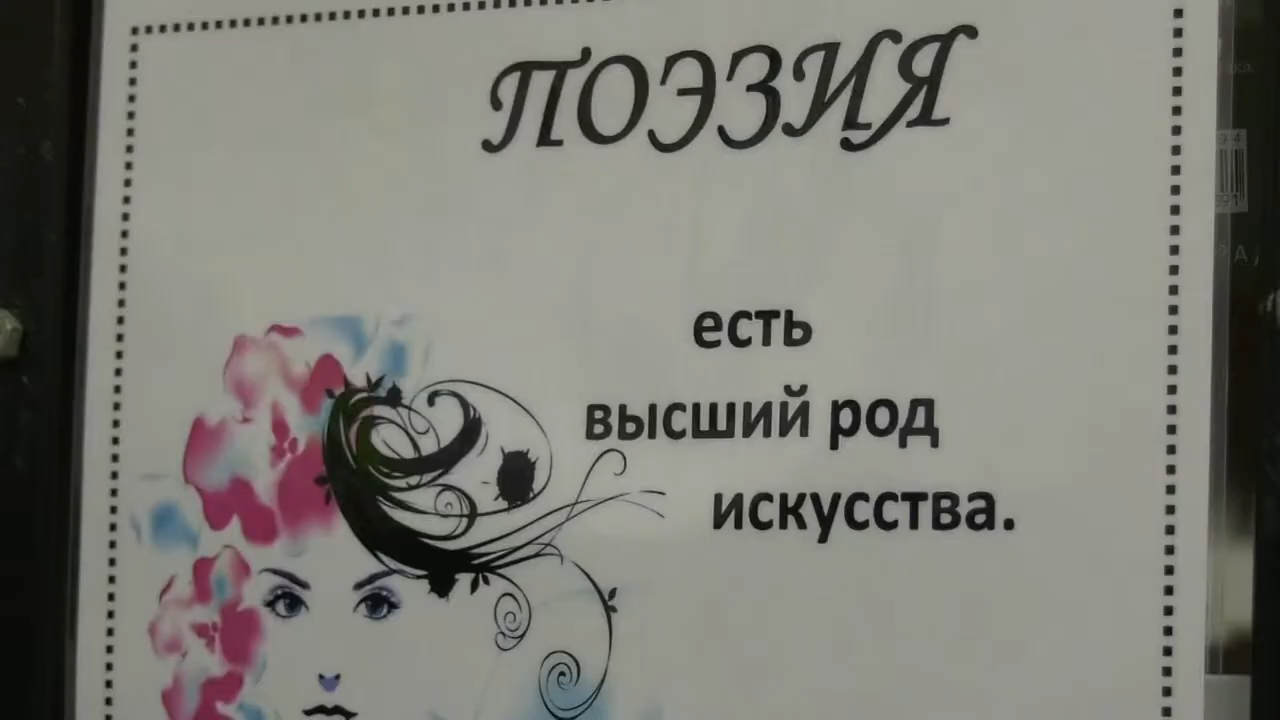 ПОЭЗИЯ
есть
высший род
искусства.